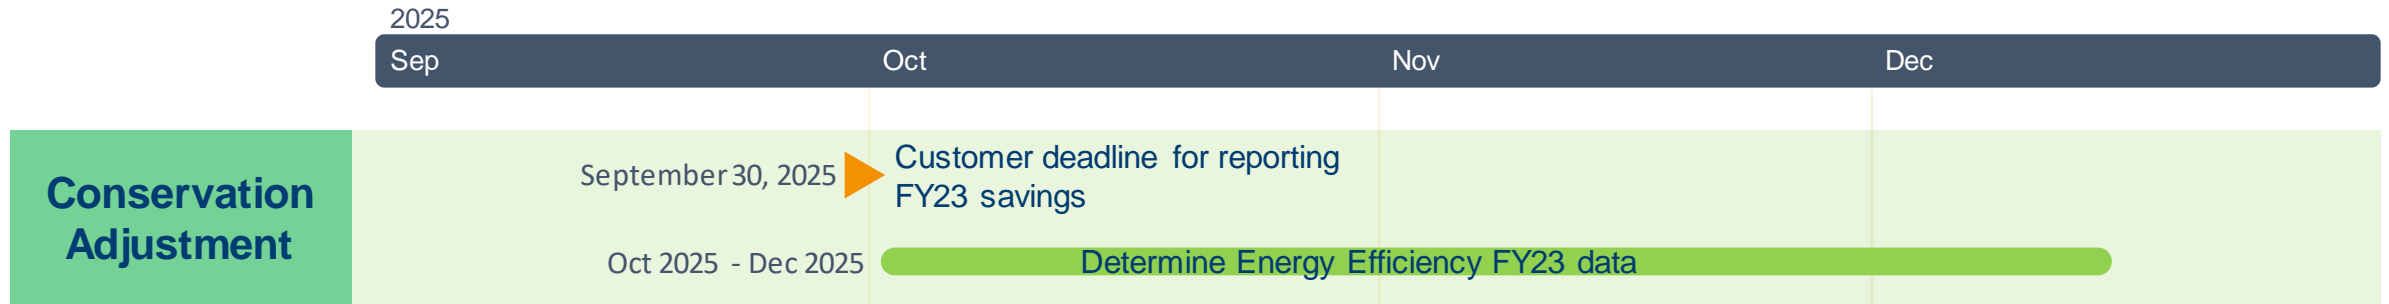 2025
Sep Oct Nov Dec
Conservation
Adjustment
September 30, 2025
Customer deadline for reporting
FY23 savings
Oct 2025 - Dec 2025
Determine Energy Efficiency FY23 data